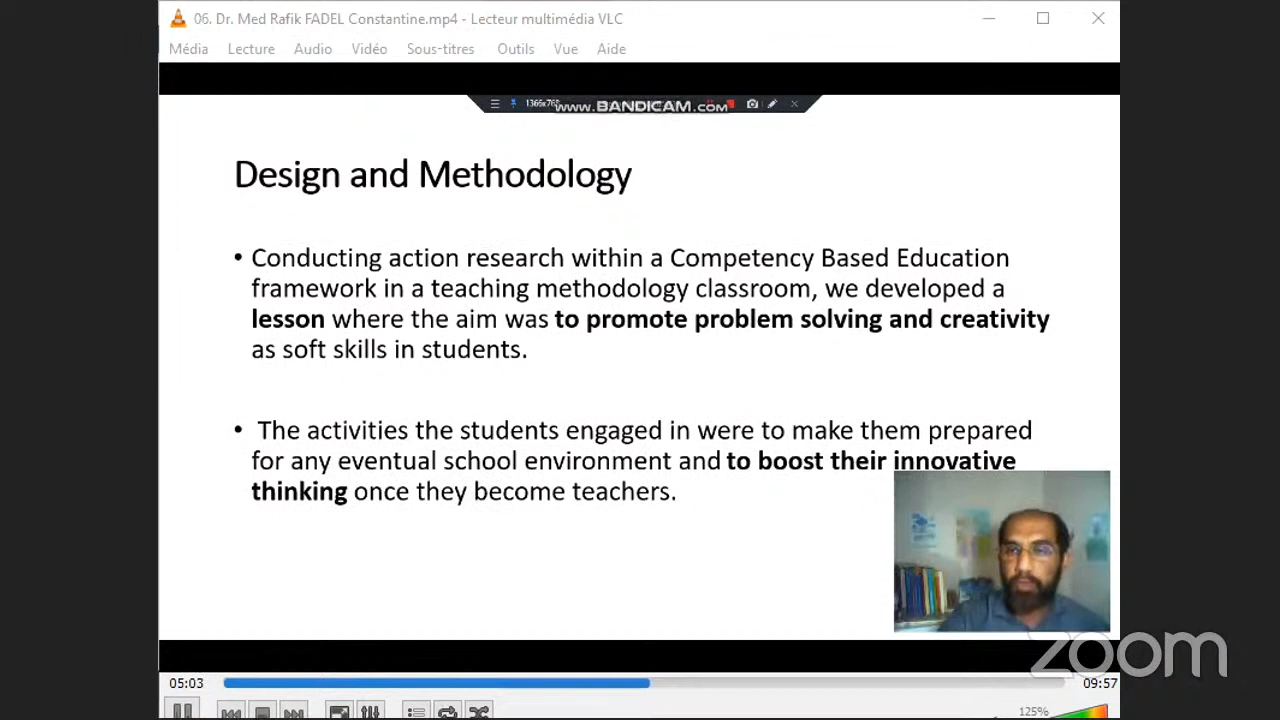 06. Dr. Med Rafik FADEL Constantine.mp4 - Lecteur multimédia VLC
Média Lecture Audio Vidéo Sous-titres Outils Vue Aide
www.BANDICAM.com
Design and Methodology
• Conducting action research within a Competency Based Education
framework in a teaching methodology classroom, we developed a
lesson where the aim was to promote problem solving and creativity
as soft skills in students.
• The activities the students engaged in were to make them prepared
for any eventual school environment and to boost their innovative
thinking once they become teachers.
zoom
05:03 09:57
125%